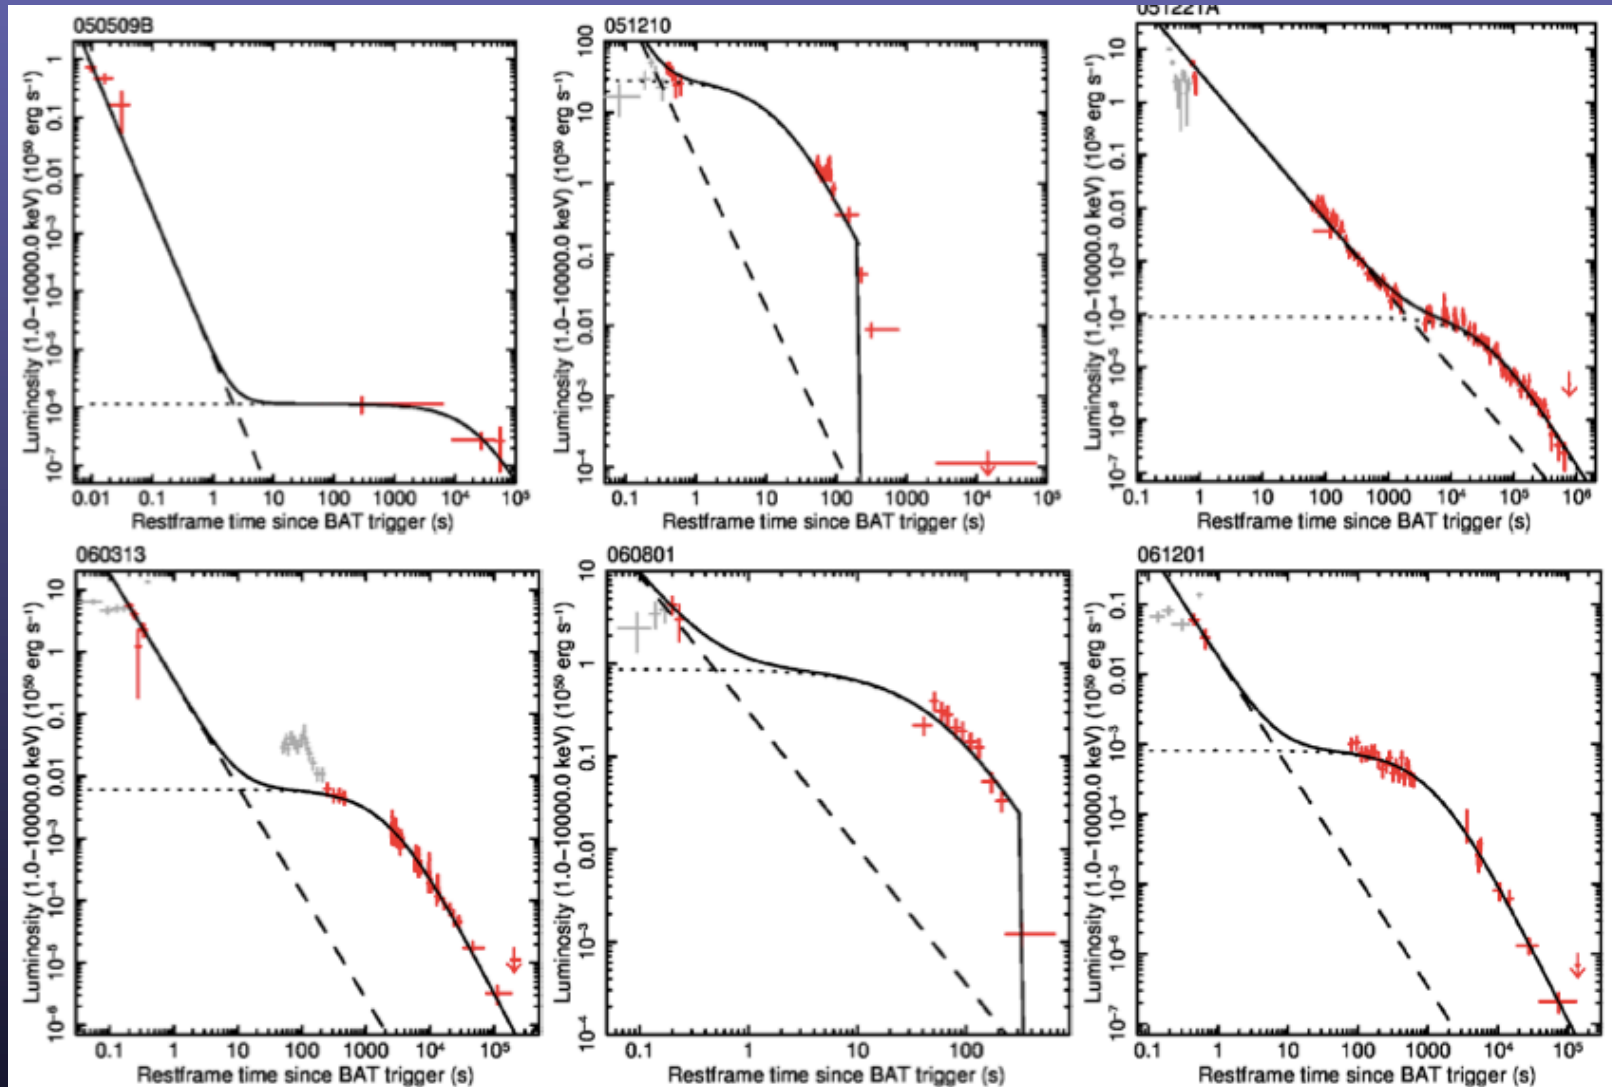 050509B
Luminosity (1.0−10000.0 keV) (10⁵⁰ erg s⁻¹)
1
0.1
0.01
10⁻³
10⁻⁴
10⁻⁵
10⁻⁶
10⁻⁷
0.01 0.1 1 10 100 1000 10⁴ 10⁵
Restframe time since BAT trigger (s)
051210
Luminosity (1.0−10000.0 keV) (10⁵⁰ erg s⁻¹)
100
10
1
0.1
0.01
10⁻³
10⁻⁴
0.1 1 10 100 1000 10⁴ 10⁵
Restframe time since BAT trigger (s)
051221A
Luminosity (1.0−10000.0 keV) (10⁵⁰ erg s⁻¹)
10
1
0.1
0.01
10⁻³
10⁻⁴
10⁻⁵
10⁻⁶
10⁻⁷
0.1 1 10 100 1000 10⁴ 10⁵ 10⁶
Restframe time since BAT trigger (s)
060313
Luminosity (1.0−10000.0 keV) (10⁵⁰ erg s⁻¹)
10
1
0.1
0.01
10⁻³
10⁻⁴
10⁻⁵
10⁻⁶
0.1 1 10 100 1000 10⁴ 10⁵
Restframe time since BAT trigger (s)
060801
Luminosity (1.0−10000.0 keV) (10⁵⁰ erg s⁻¹)
10
1
0.1
0.01
10⁻³
10⁻⁴
0.1 1 10 100
Restframe time since BAT trigger (s)
061201
Luminosity (1.0−10000.0 keV) (10⁵⁰ erg s⁻¹)
0.1
0.01
10⁻³
10⁻⁴
10⁻⁵
10⁻⁶
10⁻⁷
0.1 1 10 100 1000 10⁴ 10⁵
Restframe time since BAT trigger (s)